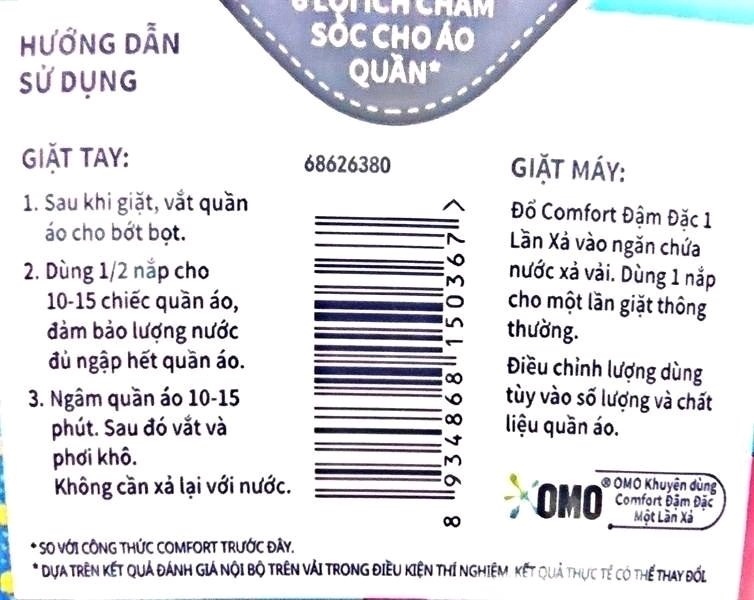 6 LỢI ÍCH CHĂM
SÓC CHO ÁO
QUẦN*
HƯỚNG DẪN
SỬ DỤNG
GIẶT TAY:
1. Sau khi giặt, vắt quần
áo cho bớt bọt.
2. Dùng 1/2 nắp cho
10-15 chiếc quần áo,
đảm bảo lượng nước
đủ ngập hết quần áo.
3. Ngâm quần áo 10-15
phút. Sau đó vắt và
phơi khô.
Không cần xả lại với nước.
68626380
8 934868 150367 >
GIẶT MÁY:
Đổ Comfort Đậm Đặc 1
Lần Xả vào ngăn chứa
nước xả vải. Dùng 1 nắp
cho một lần giặt thông
thường.
Điều chỉnh lượng dùng
tùy vào số lượng và chất
liệu quần áo.
OMO
® OMO Khuyên dùng
Comfort Đậm Đặc
Một Lần Xả
*SO VỚI CÔNG THỨC COMFORT TRƯỚC ĐÂY.
*DỰA TRÊN KẾT QUẢ ĐÁNH GIÁ NỘI BỘ TRÊN VẢI TRONG ĐIỀU KIỆN THÍ NGHIỆM. KẾT QUẢ THỰC TẾ CÓ THỂ THAY ĐỔI.